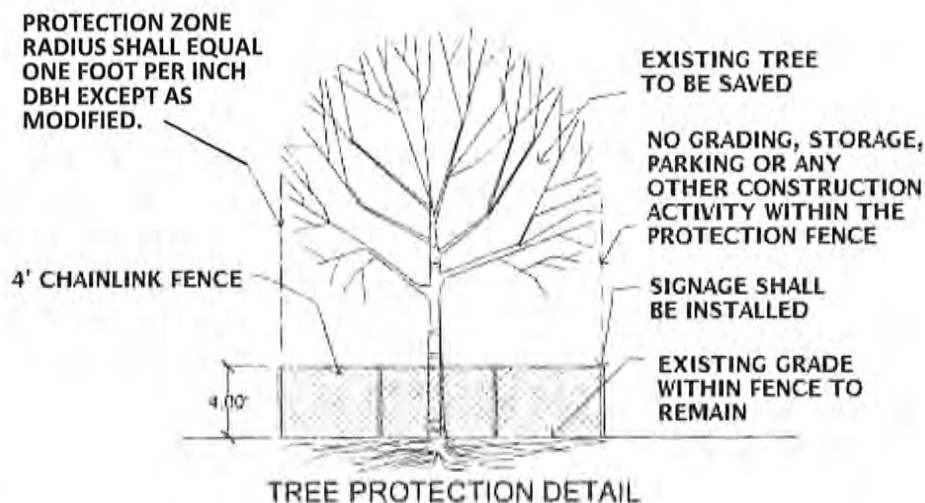 PROTECTION ZONE
RADIUS SHALL EQUAL
ONE FOOT PER INCH
DBH EXCEPT AS
MODIFIED.
EXISTING TREE
TO BE SAVED
NO GRADING, STORAGE,
PARKING OR ANY
OTHER CONSTRUCTION
ACTIVITY WITHIN THE
PROTECTION FENCE
4' CHAINLINK FENCE
SIGNAGE SHALL
BE INSTALLED
EXISTING GRADE
WITHIN FENCE TO
REMAIN
4.00'
TREE PROTECTION DETAIL